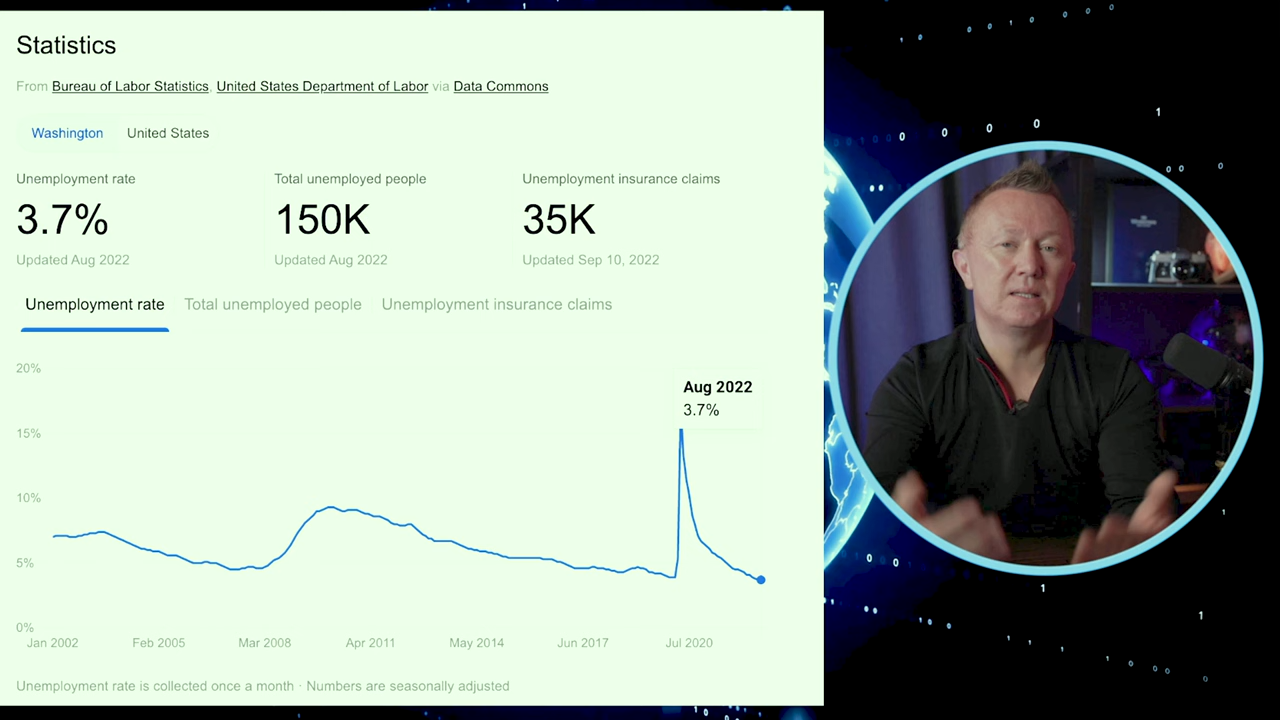 Statistics
From Bureau of Labor Statistics, United States Department of Labor via Data Commons
Washington United States
Unemployment rate Total unemployed people Unemployment insurance claims
3.7% 150K 35K
Updated Aug 2022 Updated Aug 2022 Updated Sep 10, 2022
Unemployment rate Total unemployed people Unemployment insurance claims
20%
Aug 2022
3.7%
15%
10%
5%
0%
Jan 2002 Feb 2005 Mar 2008 Apr 2011 May 2014 Jun 2017 Jul 2020
Unemployment rate is collected once a month · Numbers are seasonally adjusted